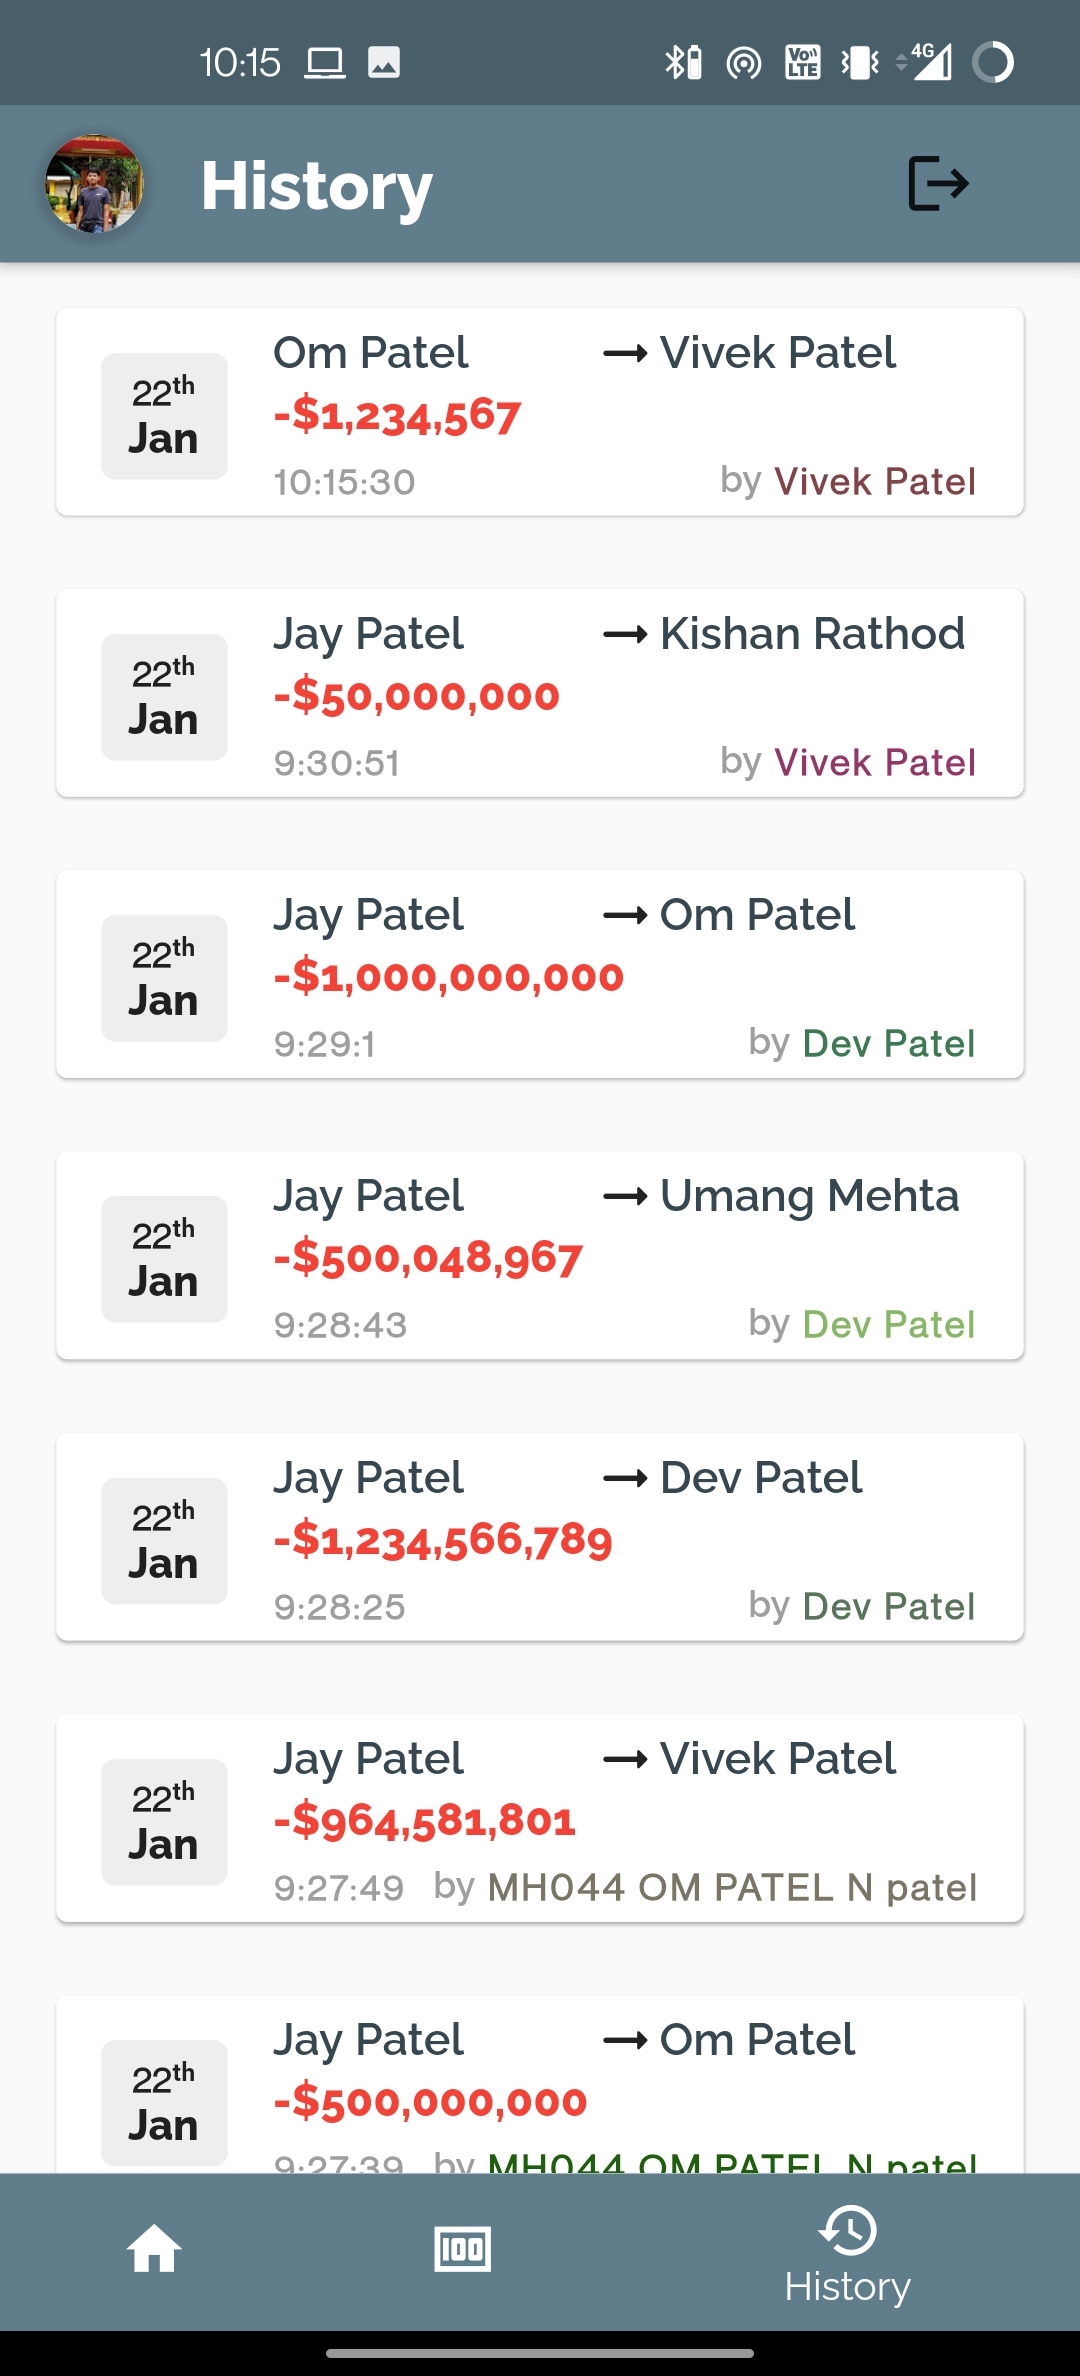 10:15 Vo)) LTE 4G
History
Om Patel → Vivek Patel
22th Jan
-$1,234,567
10:15:30 by Vivek Patel
Jay Patel → Kishan Rathod
22th Jan
-$50,000,000
9:30:51 by Vivek Patel
Jay Patel → Om Patel
22th Jan
-$1,000,000,000
9:29:1 by Dev Patel
Jay Patel → Umang Mehta
22th Jan
-$500,048,967
9:28:43 by Dev Patel
Jay Patel → Dev Patel
22th Jan
-$1,234,566,789
9:28:25 by Dev Patel
Jay Patel → Vivek Patel
22th Jan
-$964,581,801
9:27:49 by MH044 OM PATEL N patel
Jay Patel → Om Patel
22th Jan
-$500,000,000
9:27:39 by MH044 OM PATEL N patel
100
History